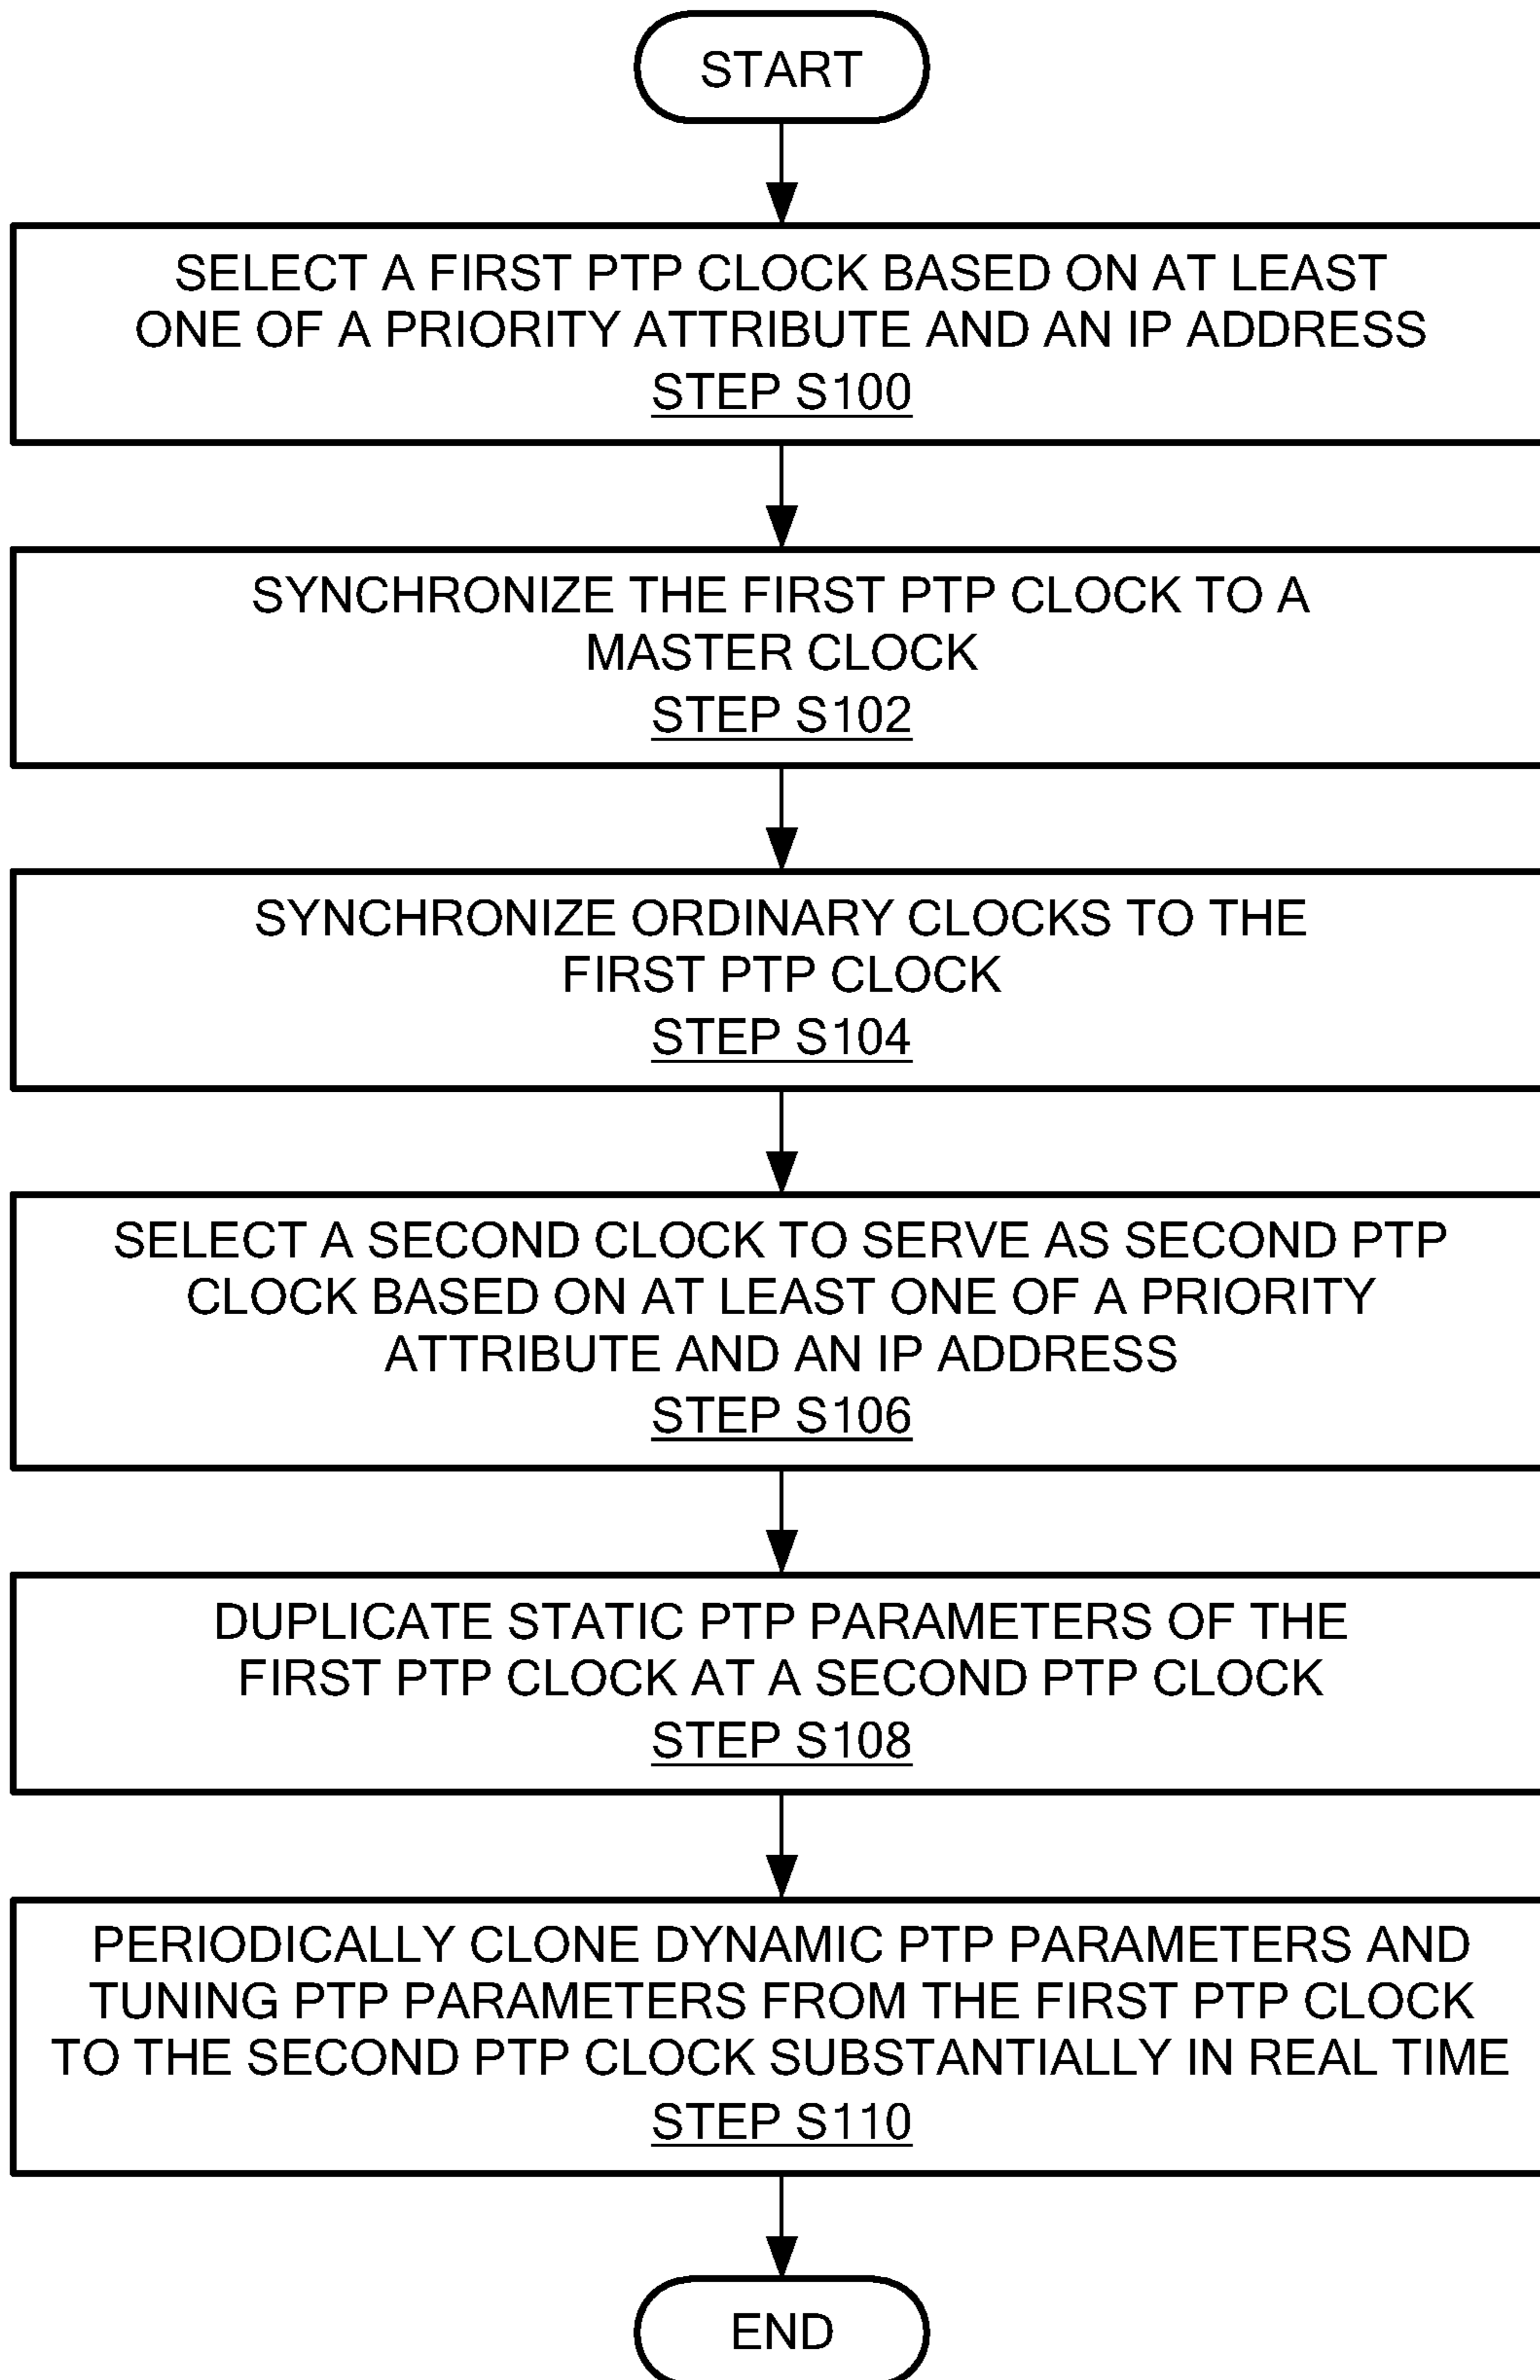 START
SELECT A FIRST PTP CLOCK BASED ON AT LEAST
ONE OF A PRIORITY ATTRIBUTE AND AN IP ADDRESS
STEP S100
SYNCHRONIZE THE FIRST PTP CLOCK TO A
MASTER CLOCK
STEP S102
SYNCHRONIZE ORDINARY CLOCKS TO THE
FIRST PTP CLOCK
STEP S104
SELECT A SECOND CLOCK TO SERVE AS SECOND PTP
CLOCK BASED ON AT LEAST ONE OF A PRIORITY
ATTRIBUTE AND AN IP ADDRESS
STEP S106
DUPLICATE STATIC PTP PARAMETERS OF THE
FIRST PTP CLOCK AT A SECOND PTP CLOCK
STEP S108
PERIODICALLY CLONE DYNAMIC PTP PARAMETERS AND
TUNING PTP PARAMETERS FROM THE FIRST PTP CLOCK
TO THE SECOND PTP CLOCK SUBSTANTIALLY IN REAL TIME
STEP S110
END